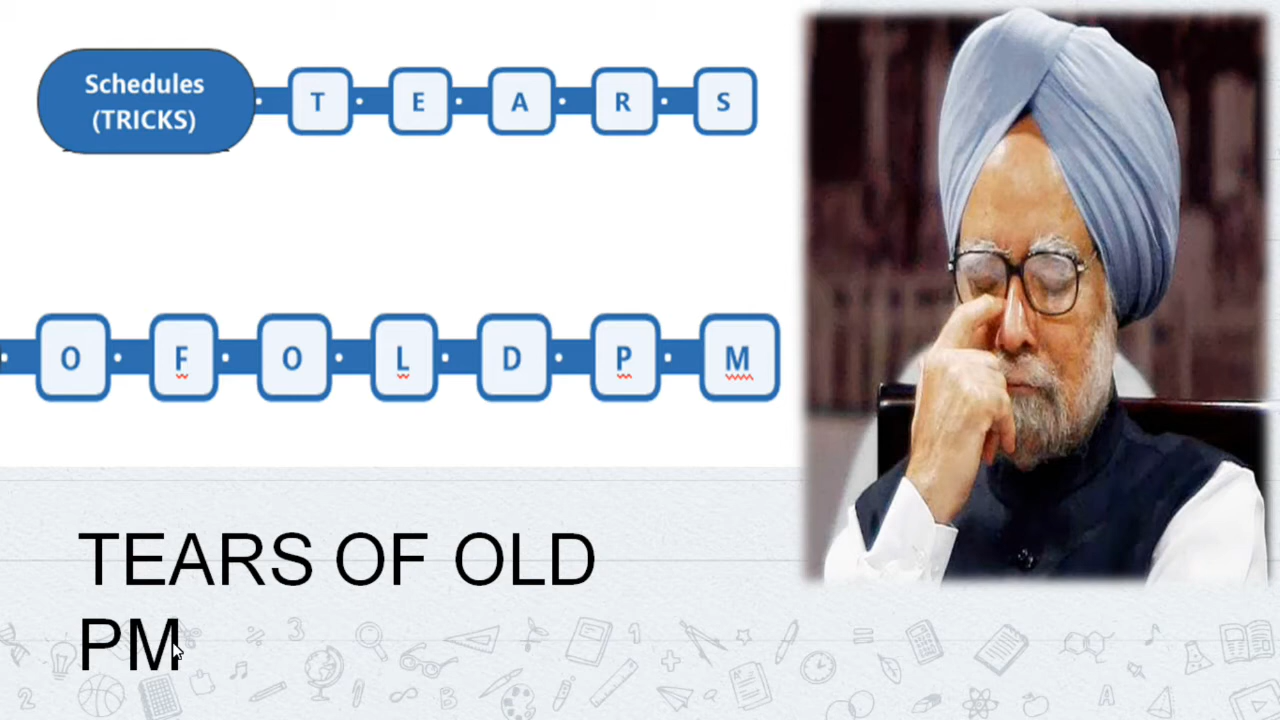 Schedules
(TRICKS)
T E A R S
O F O L D P M
TEARS OF OLD
PM